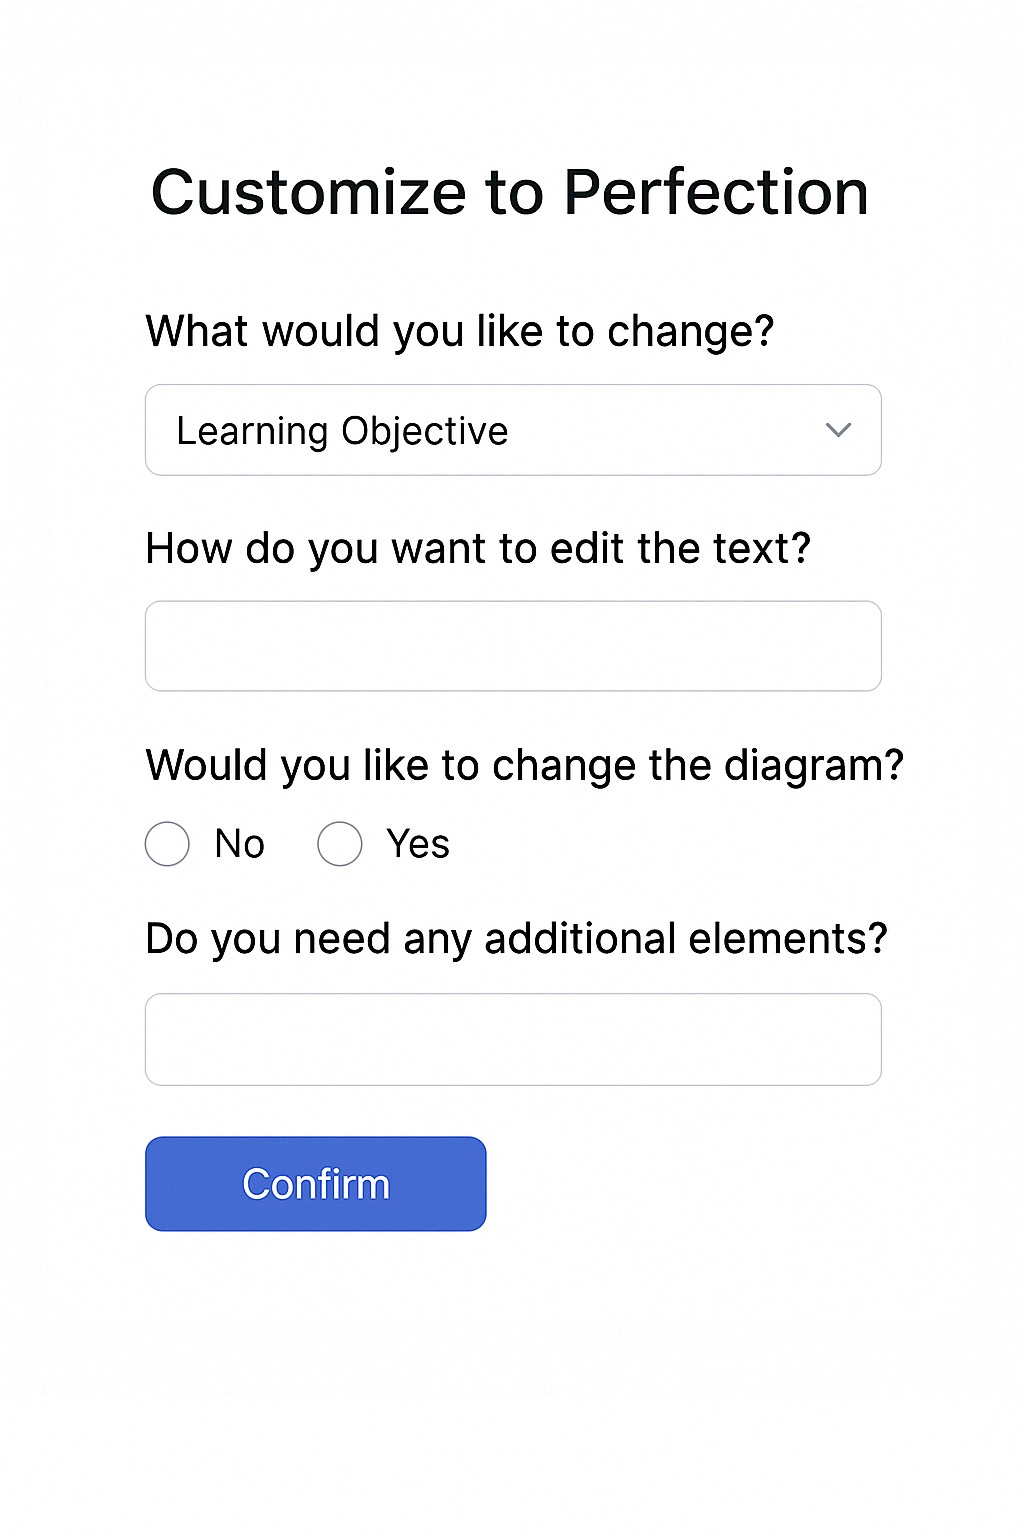 Customize to Perfection
What would you like to change?
Learning Objective
How do you want to edit the text?
Would you like to change the diagram?
No Yes
Do you need any additional elements?
Confirm